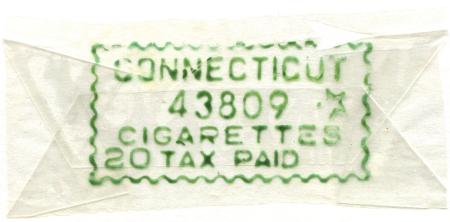 CONNECTICUT
43809
CIGARETTES
20 TAX PAID